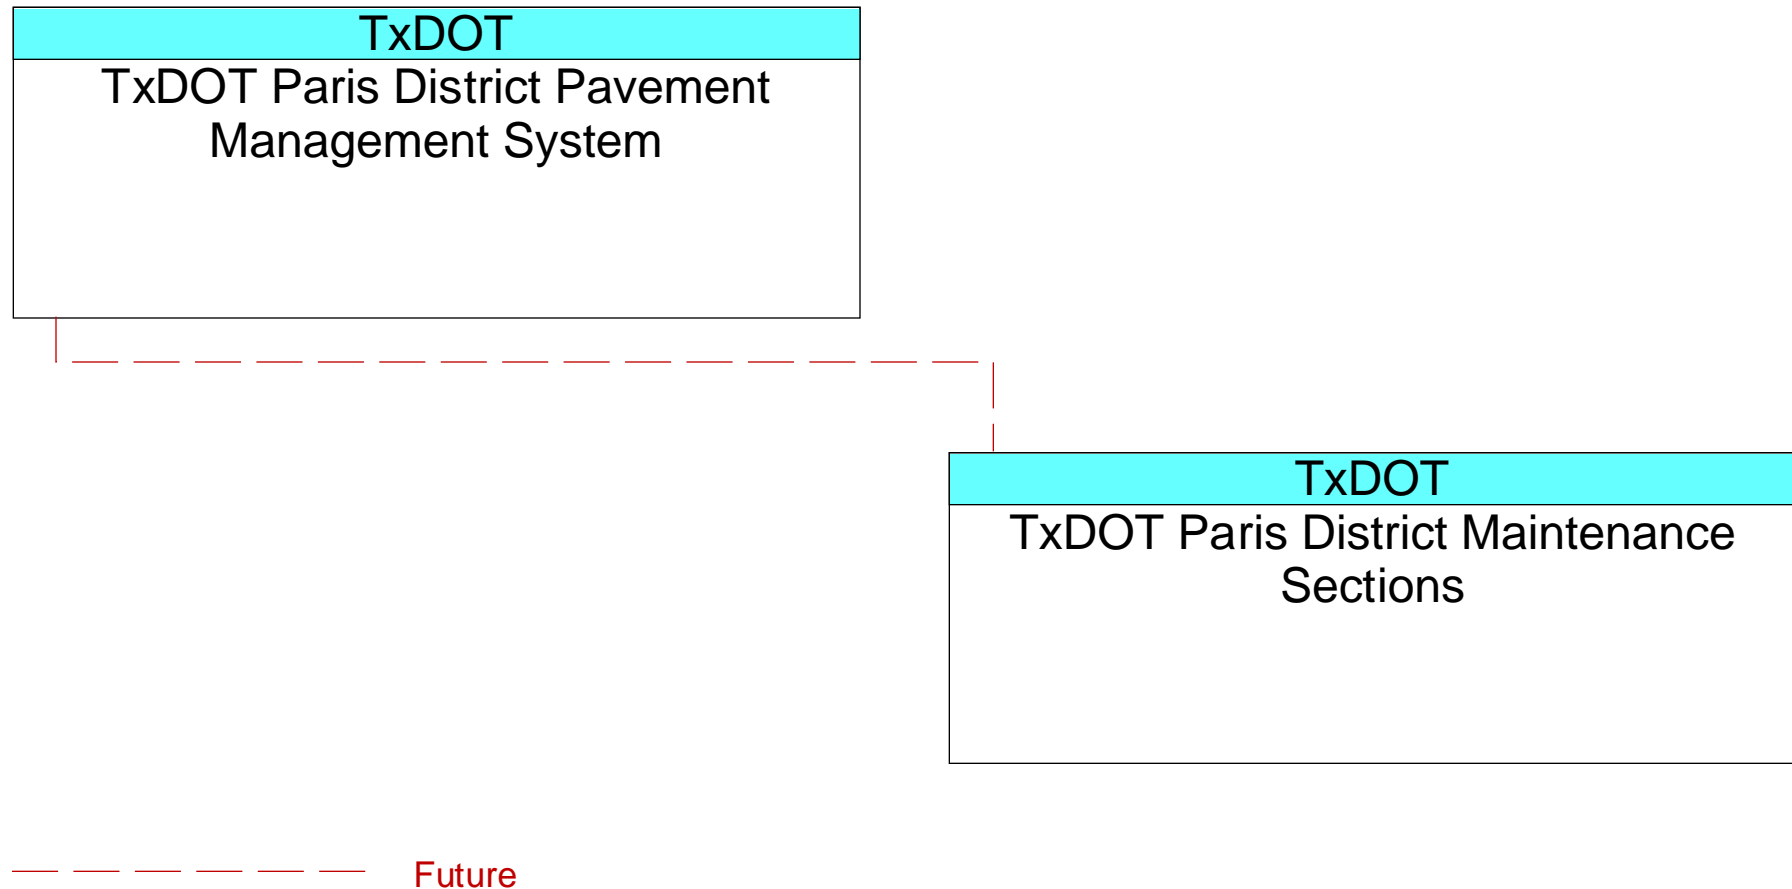 TxDOT
TxDOT Paris District Pavement
Management System
TxDOT
TxDOT Paris District Maintenance
Sections
Future